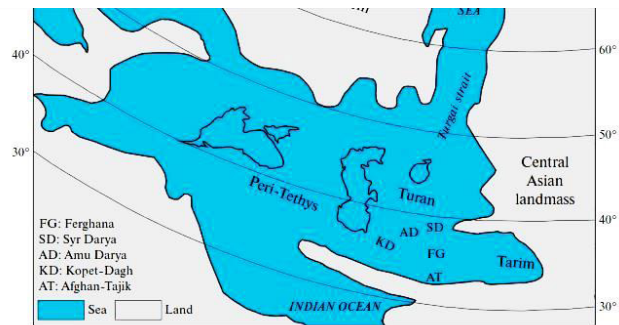 SEA
60°
40°
Turgai strait
50°
30°
Central
Asian
landmass
Peri-Tethys
Turan
40°
FG: Ferghana
SD: Syr Darya
AD: Amu Darya
KD: Kopet-Dagh
AT: Afghan-Tajik
SD
AD
KD
FG
Tarim
AT
30°
Sea
Land
INDIAN OCEAN